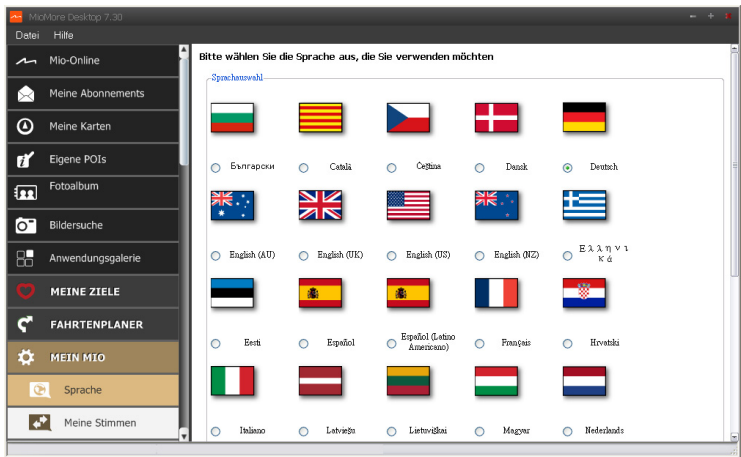 MioMore Desktop 7.30
Datei Hilfe
Mio-Online
Meine Abonnements
Meine Karten
Eigene POIs
Fotoalbum
Bildersuche
Anwendungsgalerie
MEINE ZIELE
FAHRTENPLANER
MEIN MIO
Sprache
Meine Stimmen
Bitte wählen Sie die Sprache aus, die Sie verwenden möchten
Sprachauswahl
Български Català Čeština Dansk Deutsch
English (AU) English (UK) English (US) English (NZ) Ελληνι
κά
Eesti Español Español (Latino Français Hrvatski
Americano)
Italiano Latviešu Lietuviškai Magyar Nederlands